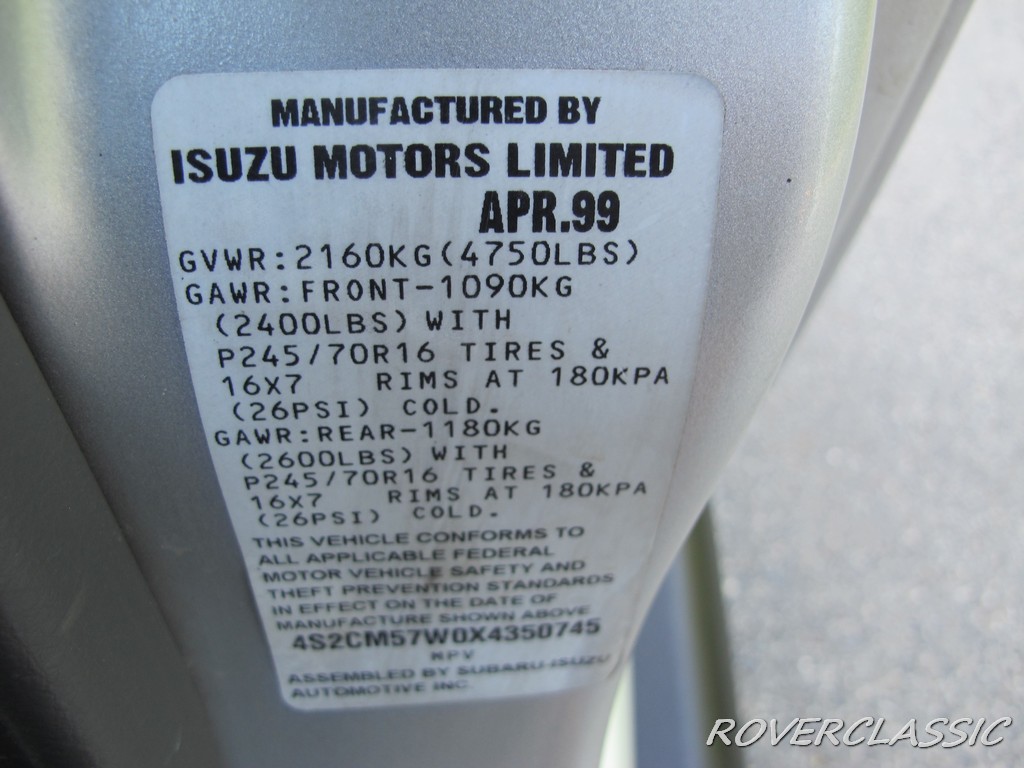 MANUFACTURED BY
ISUZU MOTORS LIMITED
APR.99
GVWR:2160KG(4750LBS)
GAWR:FRONT-1090KG
(2400LBS) WITH
P245/70R16 TIRES &
16X7 RIMS AT 180KPA
(26PSI) COLD.
GAWR:REAR-1180KG
(2600LBS) WITH
P245/70R16 TIRES &
16X7 RIMS AT 180KPA
(26PSI) COLD.
THIS VEHICLE CONFORMS TO
ALL APPLICABLE FEDERAL
MOTOR VEHICLE SAFETY AND
THEFT PREVENTION STANDARDS
IN EFFECT ON THE DATE OF
MANUFACTURE SHOWN ABOVE
4S2CM57W0X4350745
MPV
ASSEMBLED BY SUBARU-ISUZU
AUTOMOTIVE INC.
ROVERCLASSIC